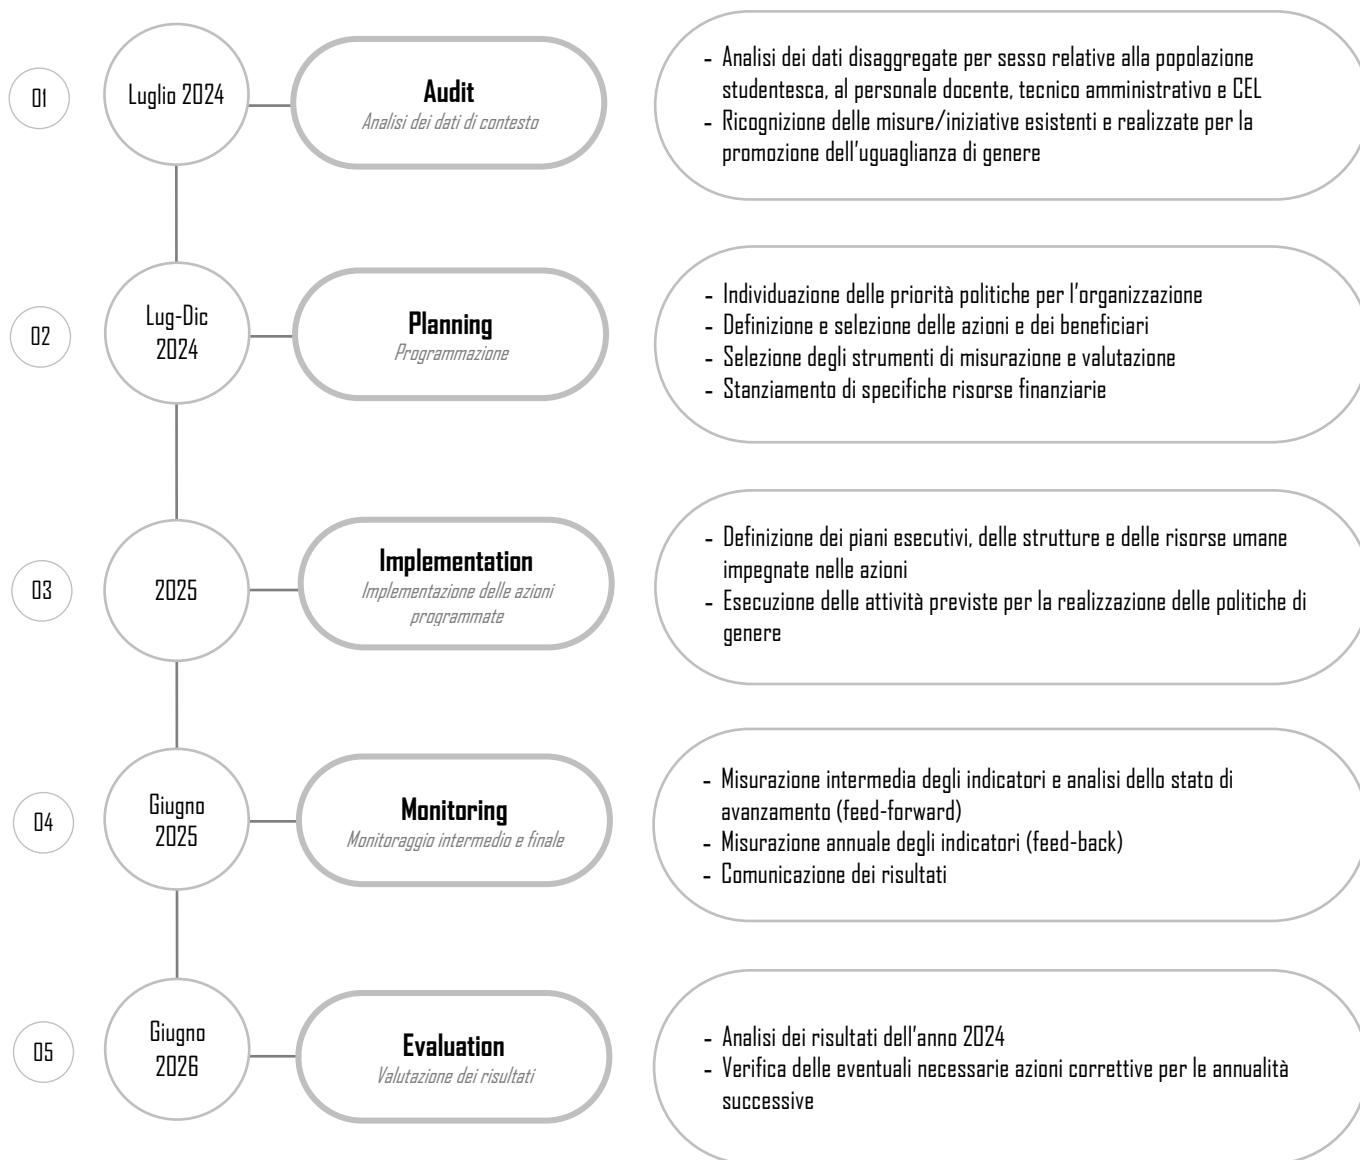 01
Luglio 2024
Audit
Analisi dei dati di contesto
- Analisi dei dati disaggregate per sesso relative alla popolazione
studentesca, al personale docente, tecnico amministrativo e CEL
- Ricognizione delle misure/iniziative esistenti e realizzate per la
promozione dell'uguaglianza di genere
02
Lug-Dic
2024
Planning
Programmazione
- Individuazione delle priorità politiche per l'organizzazione
- Definizione e selezione delle azioni e dei beneficiari
- Selezione degli strumenti di misurazione e valutazione
- Stanziamento di specifiche risorse finanziarie
03
2025
Implementation
Implementazione delle azioni
programmate
- Definizione dei piani esecutivi, delle strutture e delle risorse umane
impegnate nelle azioni
- Esecuzione delle attività previste per la realizzazione delle politiche di
genere
04
Giugno
2025
Monitoring
Monitoraggio intermedio e finale
- Misurazione intermedia degli indicatori e analisi dello stato di
avanzamento (feed-forward)
- Misurazione annuale degli indicatori (feed-back)
- Comunicazione dei risultati
05
Giugno
2026
Evaluation
Valutazione dei risultati
- Analisi dei risultati dell'anno 2024
- Verifica delle eventuali necessarie azioni correttive per le annualità
successive